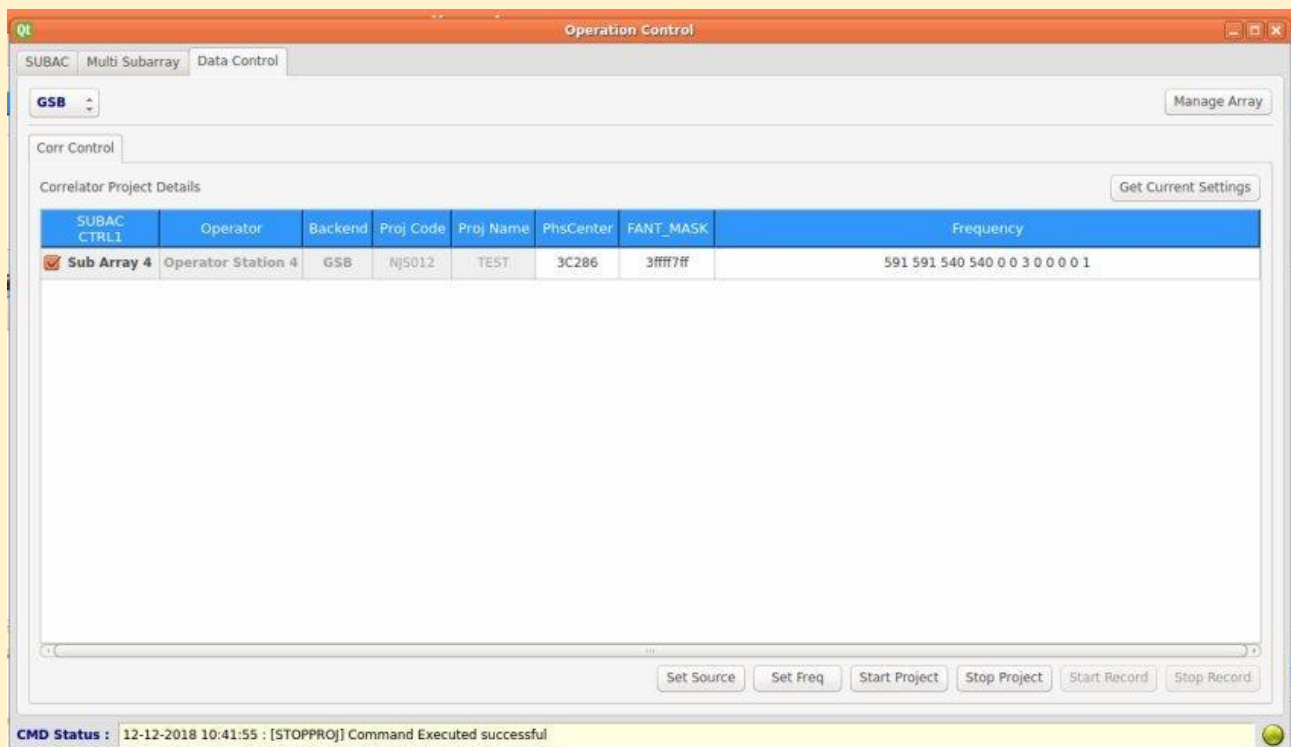 Qt Operation Control
SUBAC Multi Subarray Data Control
GSB Manage Array
Corr Control
Correlator Project Details Get Current Settings
SUBAC CTRL1 Operator Backend Proj Code Proj Name PhsCenter FANT_MASK Frequency
Sub Array 4 Operator Station 4 GSB NJS012 TEST 3C286 3ffff7ff 591 591 540 540 0 0 3 0 0 0 0 1
Set Source Set Freq Start Project Stop Project Start Record Stop Record
CMD Status : 12-12-2018 10:41:55 : [STOPPROJ] Command Executed successful